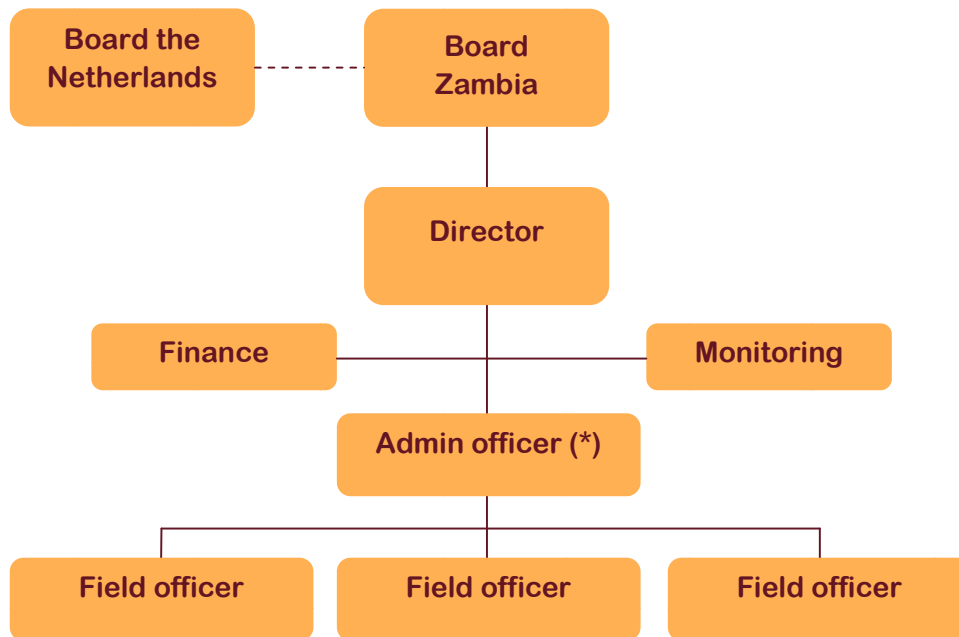 Board the
Netherlands
Board
Zambia
Director
Finance
Monitoring
Admin officer (*)
Field officer
Field officer
Field officer